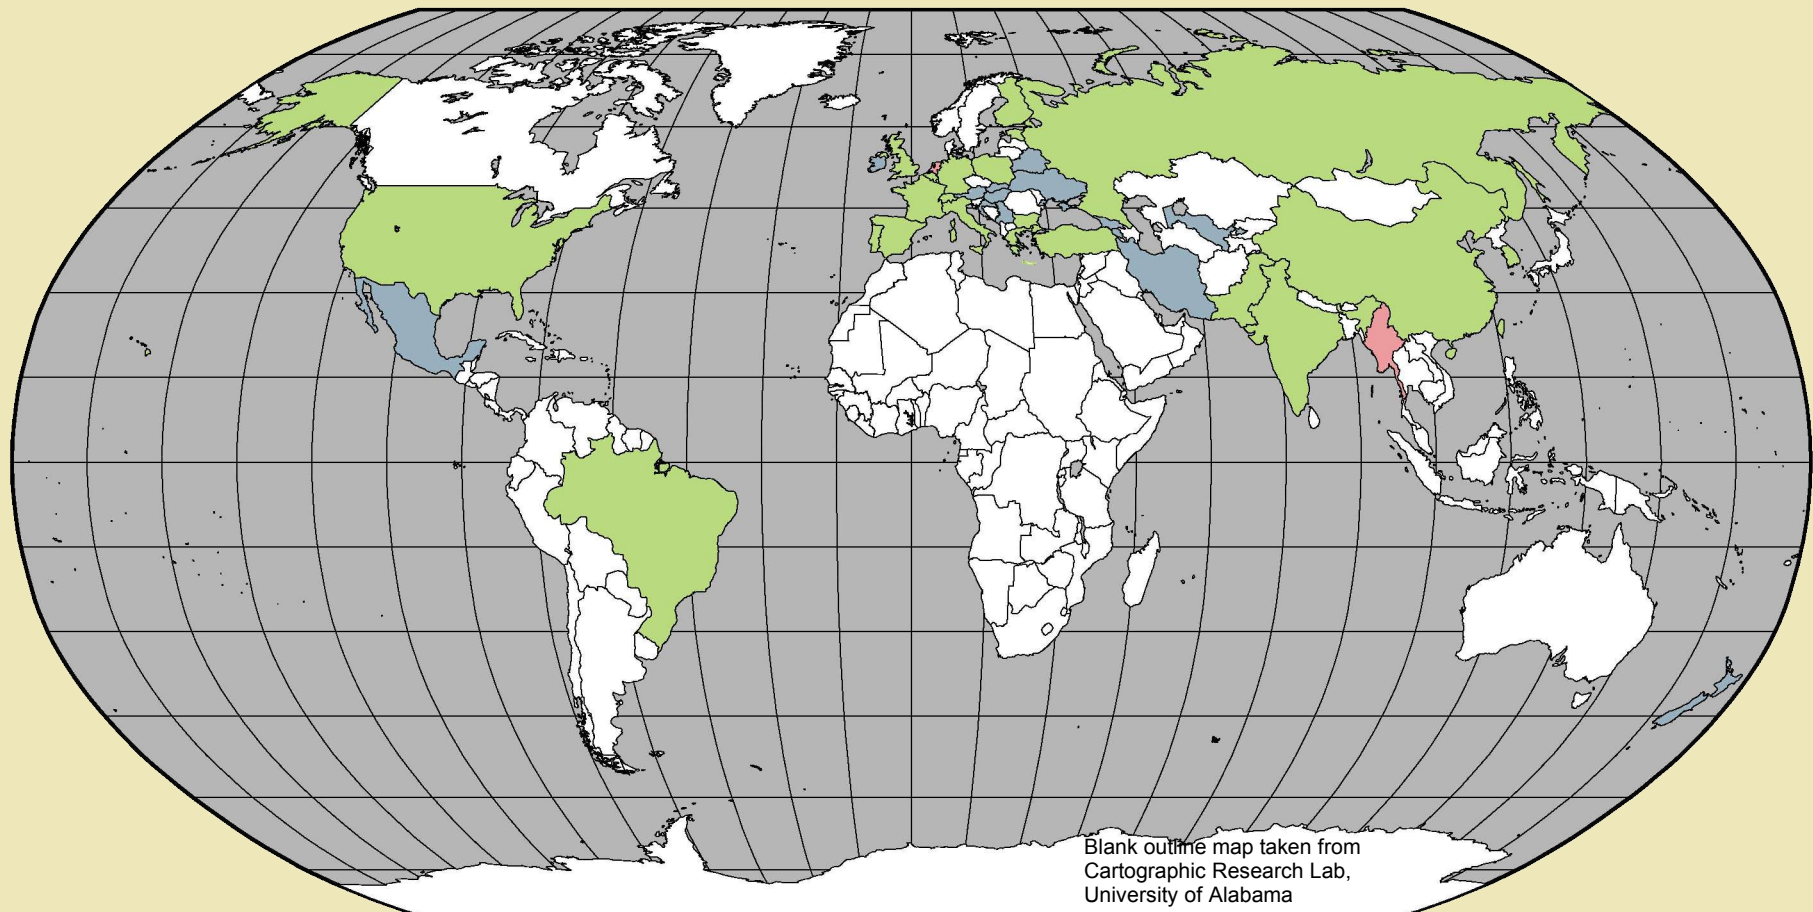 Blank outline map taken from
Cartographic Research Lab,
University of Alabama